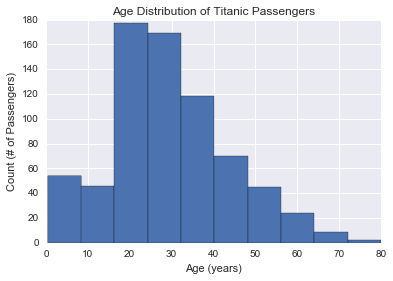 Age Distribution of Titanic Passengers
180
160
140
120
100
80
60
40
20
0
Count (# of Passengers)
0 10 20 30 40 50 60 70 80
Age (years)